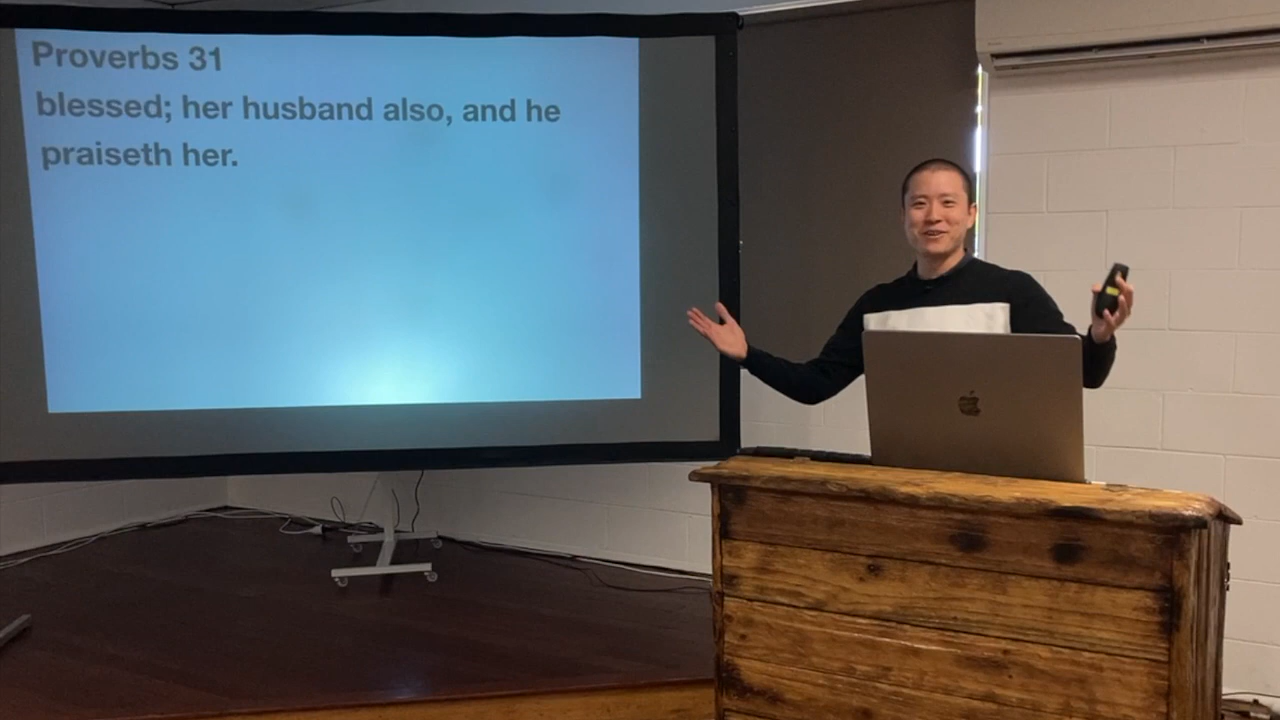 Proverbs 31
blessed; her husband also, and he
praiseth her.